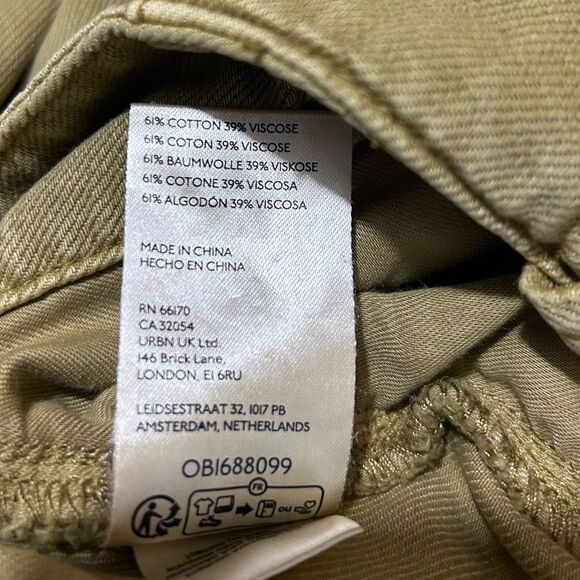 61% COTTON 39% VISCOSE
61% COTON 39% VISCOSE
61% BAUMWOLLE 39% VISKOSE
61% COTONE 39% VISCOSA
61% ALGODÓN 39% VISCOSA
MADE IN CHINA
HECHO EN CHINA
RN 66170
CA 32054
URBN UK Ltd.
146 Brick Lane,
LONDON, E1 6RU
LEIDSESTRAAT 32, 1017 PB
AMSTERDAM, NETHERLANDS
OB1688099
FR
OU